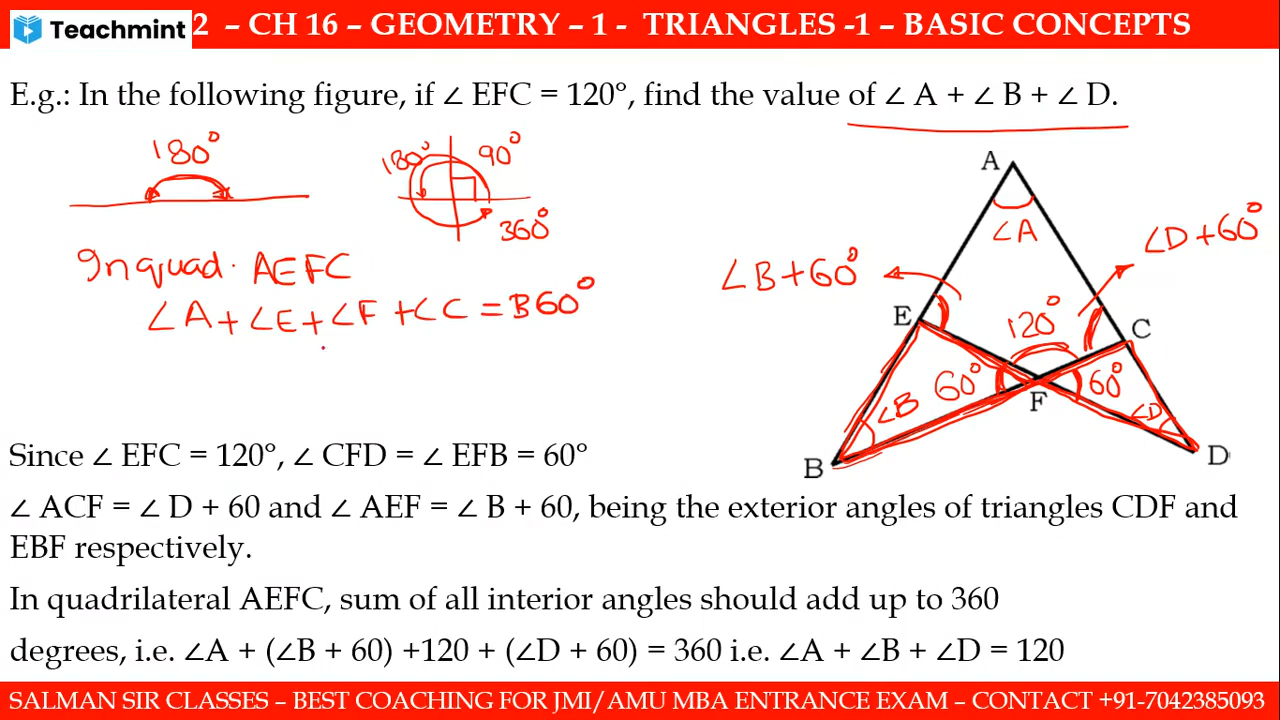 Teachmint
2 – CH 16 – GEOMETRY – 1 - TRIANGLES -1 – BASIC CONCEPTS
E.g.: In the following figure, if ∠ EFC = 120°, find the value of ∠ A + ∠ B + ∠ D.
180°
180° 90°
360°
In quad. AEFC
∠A + ∠E + ∠F + ∠C = 360°
A
∠A
∠D + 60°
∠B + 60°
E
120°
C
∠B 60°
F
60° ∠D
B
D
Since ∠ EFC = 120°, ∠ CFD = ∠ EFB = 60°
∠ ACF = ∠ D + 60 and ∠ AEF = ∠ B + 60, being the exterior angles of triangles CDF and
EBF respectively.
In quadrilateral AEFC, sum of all interior angles should add up to 360
degrees, i.e. ∠A + (∠B + 60) +120 + (∠D + 60) = 360 i.e. ∠A + ∠B + ∠D = 120
SALMAN SIR CLASSES – BEST COACHING FOR JMI/AMU MBA ENTRANCE EXAM – CONTACT +91-7042385093